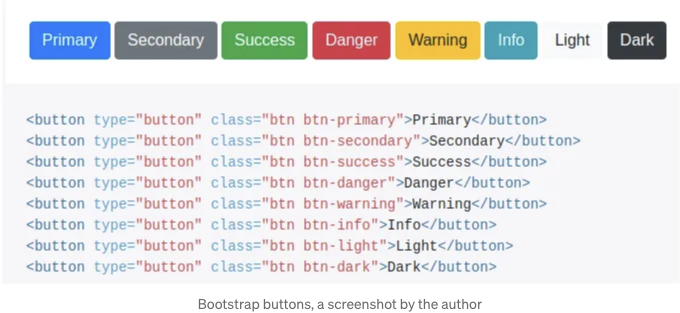 Primary Secondary Success Danger Warning Info Light Dark
<button type="button" class="btn btn-primary">Primary</button>
<button type="button" class="btn btn-secondary">Secondary</button>
<button type="button" class="btn btn-success">Success</button>
<button type="button" class="btn btn-danger">Danger</button>
<button type="button" class="btn btn-warning">Warning</button>
<button type="button" class="btn btn-info">Info</button>
<button type="button" class="btn btn-light">Light</button>
<button type="button" class="btn btn-dark">Dark</button>
Bootstrap buttons, a screenshot by the author